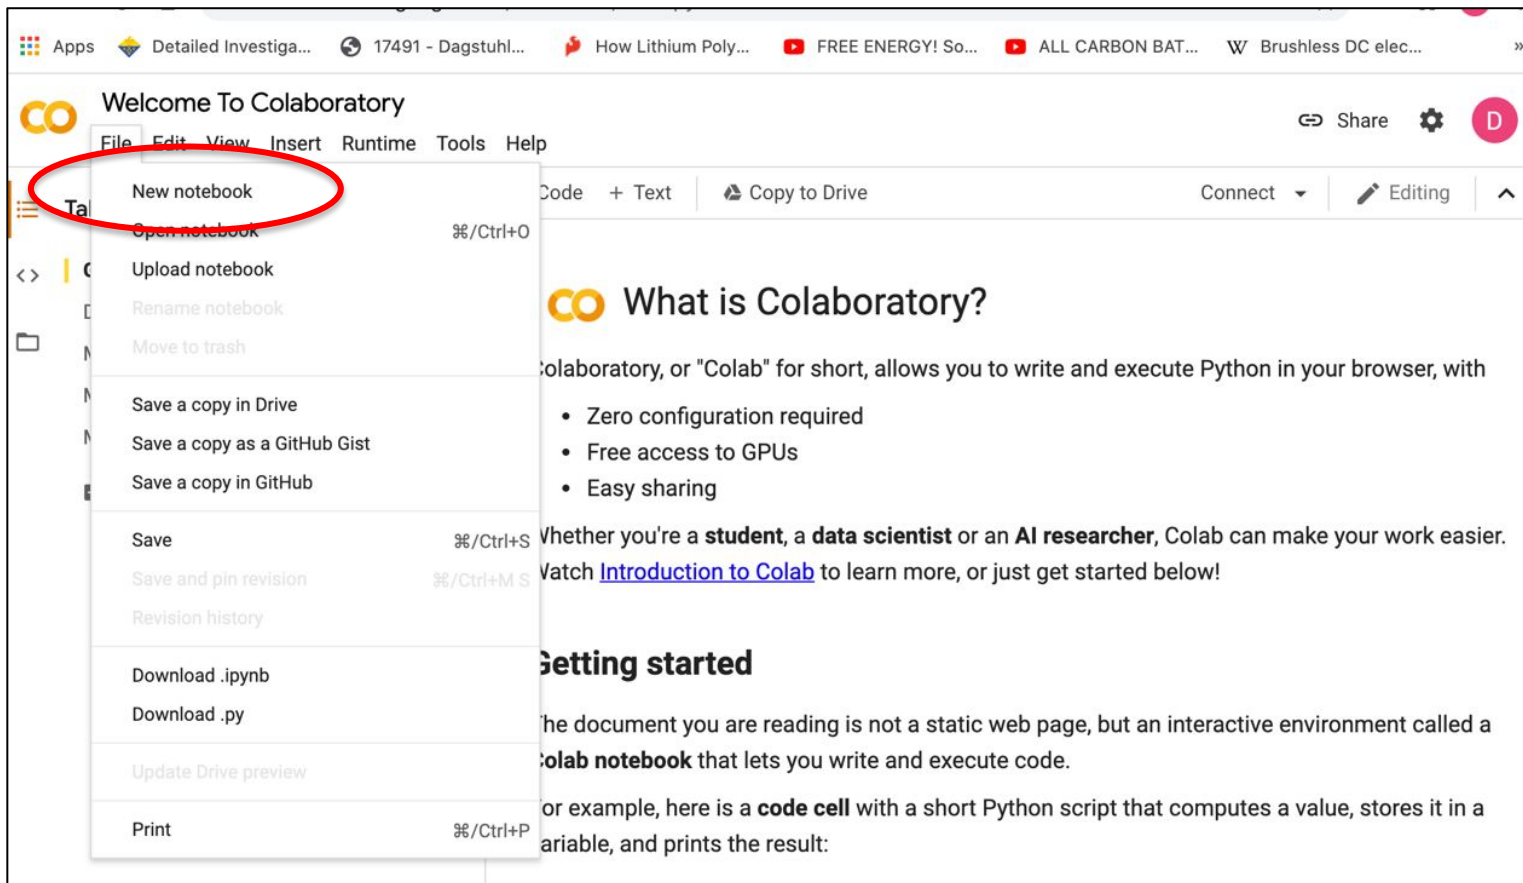 Apps Detailed Investiga... 17491 - Dagstuhl... How Lithium Poly... FREE ENERGY! So... ALL CARBON BAT... W Brushless DC elec... »
CO Welcome To Colaboratory
File Edit View Insert Runtime Tools Help
Share D
New notebook
Open notebook ⌘/Ctrl+O
Upload notebook
Rename notebook
Move to trash
Save a copy in Drive
Save a copy as a GitHub Gist
Save a copy in GitHub
Save ⌘/Ctrl+S
Save and pin revision ⌘/Ctrl+M S
Revision history
Download .ipynb
Download .py
Update Drive preview
Print ⌘/Ctrl+P
Code + Text Copy to Drive Connect Editing
CO What is Colaboratory?
olaboratory, or "Colab" for short, allows you to write and execute Python in your browser, with
• Zero configuration required
• Free access to GPUs
• Easy sharing
Whether you're a student, a data scientist or an AI researcher, Colab can make your work easier.
Watch Introduction to Colab to learn more, or just get started below!
Getting started
he document you are reading is not a static web page, but an interactive environment called a
olab notebook that lets you write and execute code.
or example, here is a code cell with a short Python script that computes a value, stores it in a
ariable, and prints the result: